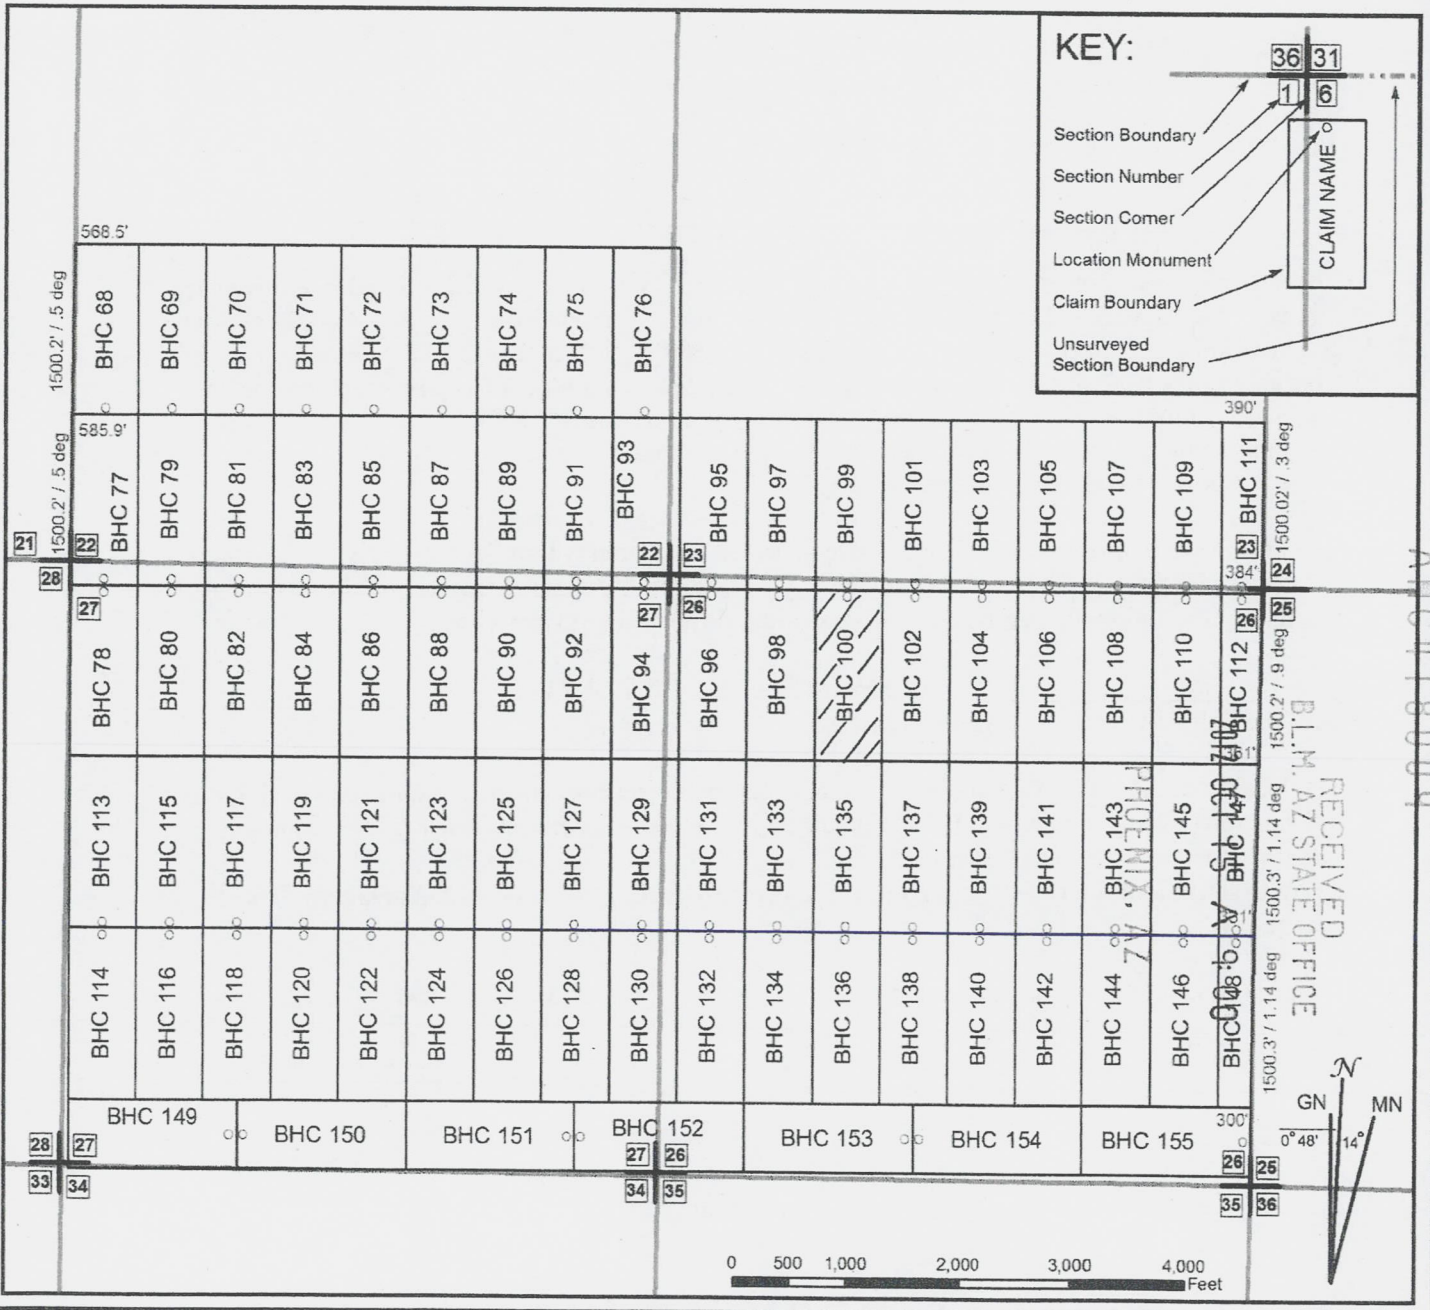 KEY:
36 31
1 6
Section Boundary
Section Number
Section Corner
Location Monument
Claim Boundary
Unsurveyed
Section Boundary
CLAIM NAME
568.5'
1500.2' / .5 deg
BHC 68 BHC 69 BHC 70 BHC 71 BHC 72 BHC 73 BHC 74 BHC 75 BHC 76
390'
585.9'
1500.2' / .5 deg
BHC 77 BHC 79 BHC 81 BHC 83 BHC 85 BHC 87 BHC 89 BHC 91 BHC 93 BHC 95 BHC 97 BHC 99 BHC 101 BHC 103 BHC 105 BHC 107 BHC 109 BHC 111
1500.02' / .3 deg
21 22 22 23 23 24
384'
28 27 27 26 26 25
BHC 78 BHC 80 BHC 82 BHC 84 BHC 86 BHC 88 BHC 90 BHC 92 BHC 94 BHC 96 BHC 98 BHC 100 BHC 102 BHC 104 BHC 106 BHC 108 BHC 110 BHC 112
1500.2' / .9 deg
BHC 113 BHC 115 BHC 117 BHC 119 BHC 121 BHC 123 BHC 125 BHC 127 BHC 129 BHC 131 BHC 133 BHC 135 BHC 137 BHC 139 BHC 141 BHC 143 BHC 145 BHC 147
1500.3' / 1.14 deg
BHC 114 BHC 116 BHC 118 BHC 120 BHC 122 BHC 124 BHC 126 BHC 128 BHC 130 BHC 132 BHC 134 BHC 136 BHC 138 BHC 140 BHC 142 BHC 144 BHC 146 BHC 148
1500.3' / 1.14 deg
RECEIVED
B.L.M. AZ STATE OFFICE
PHOENIX, AZ
BHC 149 BHC 150 BHC 151 BHC 152 BHC 153 BHC 154 BHC 155
300'
28 27 27 26 26 25
33 34 34 35 35 36
N
GN MN
0° 48' 14°
0 500 1,000 2,000 3,000 4,000
Feet